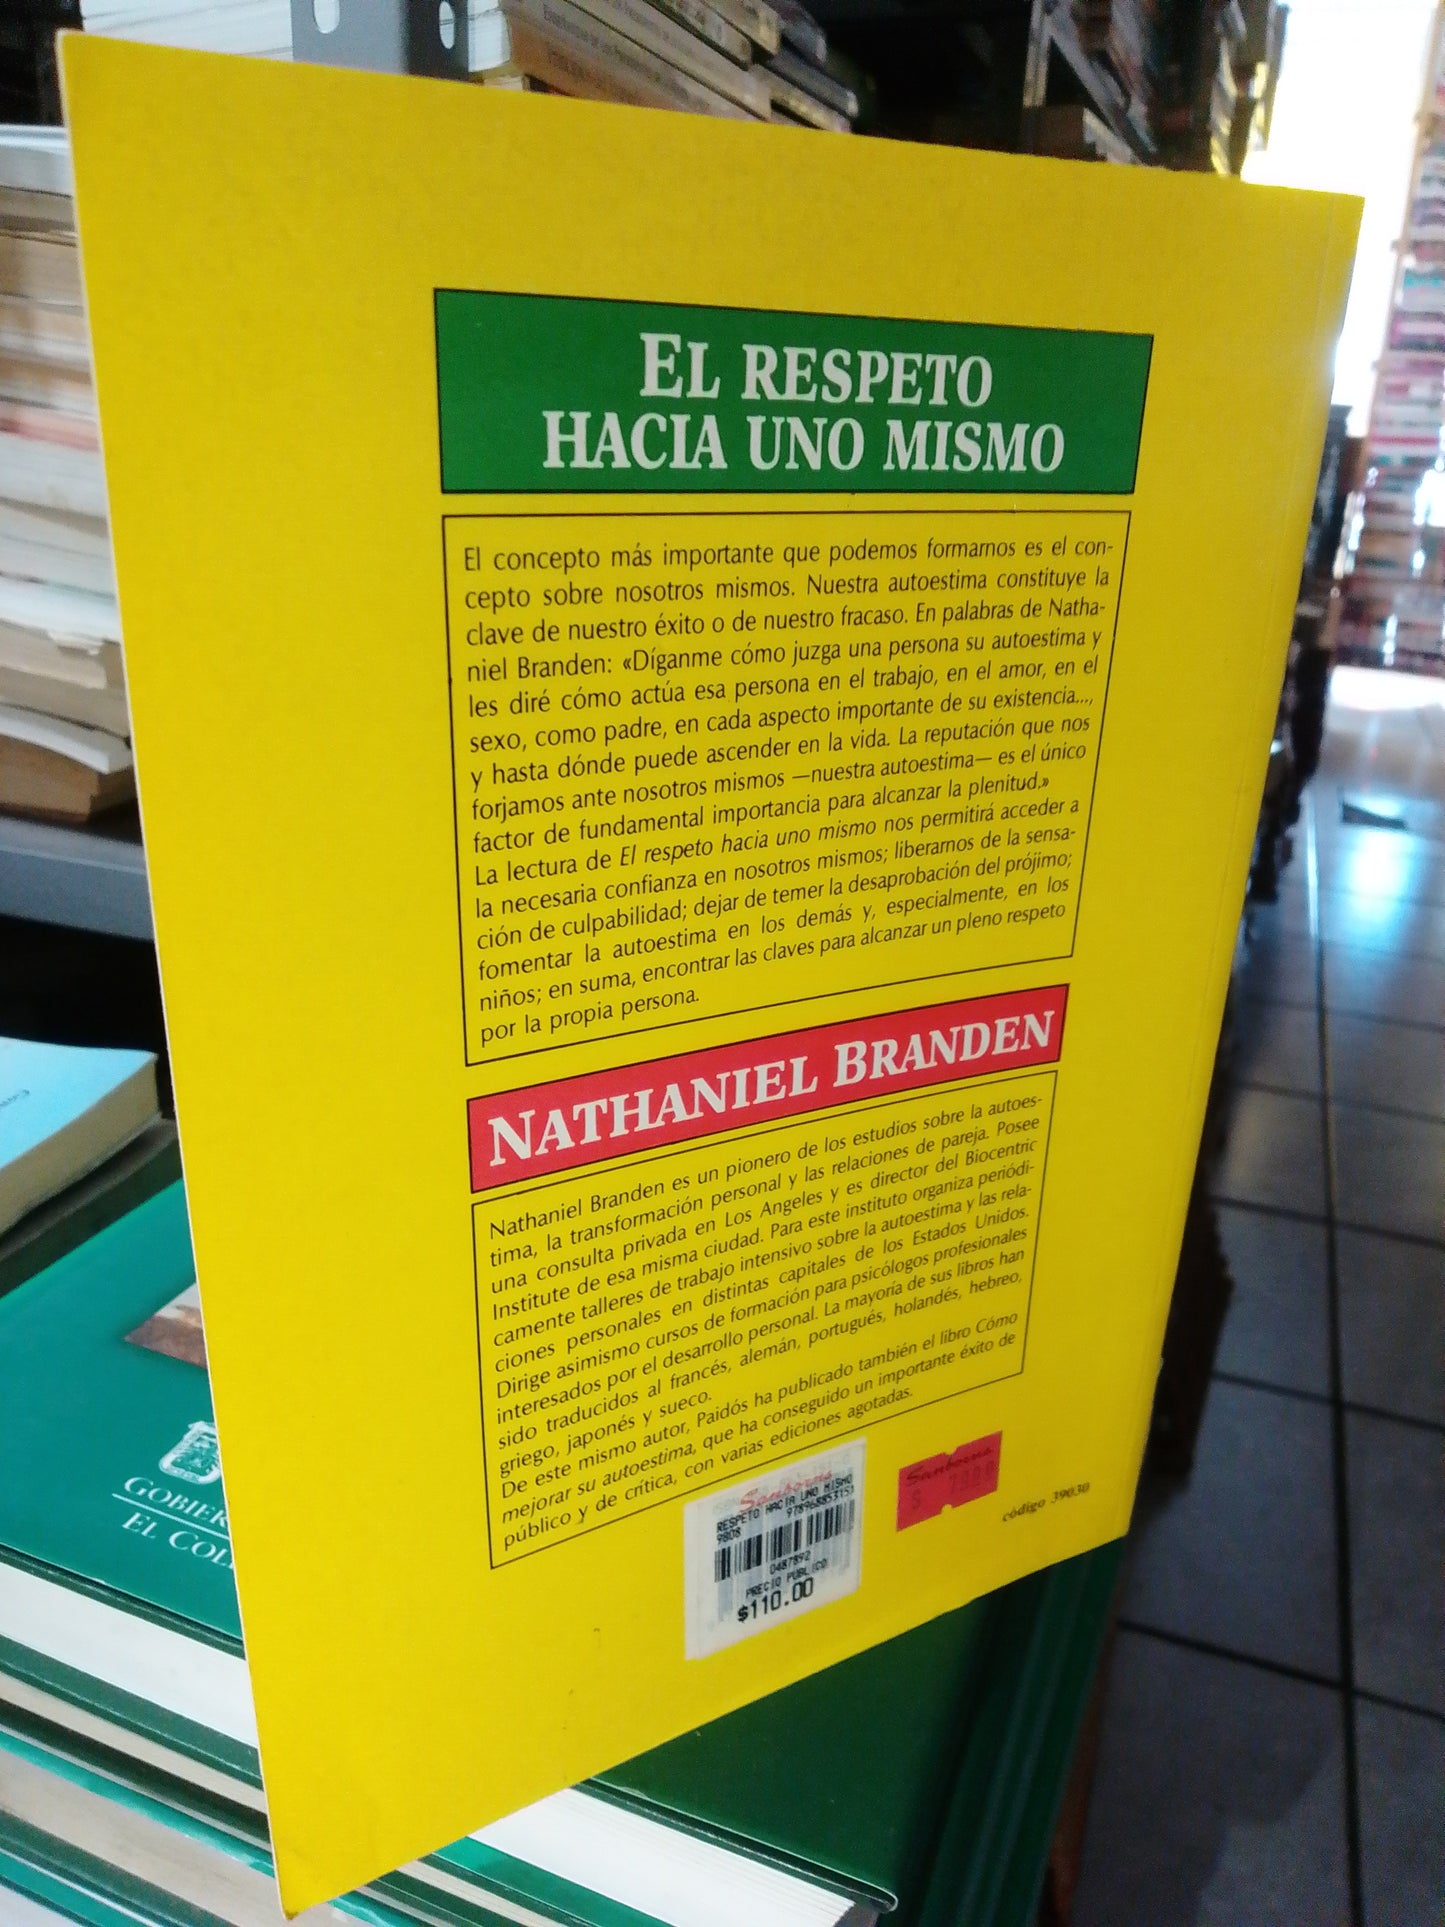 EL RESPETO
HACIA UNO MISMO
El concepto más importante que podemos formarnos es el con-
cepto sobre nosotros mismos. Nuestra autoestima constituye la
clave de nuestro éxito o de nuestro fracaso. En palabras de Natha-
niel Branden: «Díganme cómo juzga una persona su autoestima y
les diré cómo actúa esa persona en el trabajo, en el amor, en el
sexo, como padre, en cada aspecto importante de su existencia...,
y hasta dónde puede ascender en la vida. La reputación que nos
forjamos ante nosotros mismos —nuestra autoestima— es el único
factor de fundamental importancia para alcanzar la plenitud.»
La lectura de El respeto hacia uno mismo nos permitirá acceder a
la necesaria confianza en nosotros mismos; liberarnos de la sensa-
ción de culpabilidad; dejar de temer la desaprobación del prójimo;
fomentar la autoestima en los demás y, especialmente, en los
niños; en suma, encontrar las claves para alcanzar un pleno respeto
por la propia persona.
NATHANIEL BRANDEN
Nathaniel Branden es un pionero de los estudios sobre la autoes-
tima, la transformación personal y las relaciones de pareja. Posee
una consulta privada en Los Angeles y es director del Biocentric
Institute de esa misma ciudad. Para este instituto organiza periódi-
camente talleres de trabajo intensivo sobre la autoestima y las rela-
ciones personales en distintas capitales de los Estados Unidos.
Dirige asimismo cursos de formación para psicólogos profesionales
interesados por el desarrollo personal. La mayoría de sus libros han
sido traducidos al francés, alemán, portugués, holandés, hebreo,
griego, japonés y sueco.
De este mismo autor, Paidós ha publicado también el libro Cómo
mejorar su autoestima, que ha conseguido un importante éxito de
público y de crítica, con varias ediciones agotadas.
Sanborns
RESPETO HACIA UNO MISMO
9808 978968853151
0487892
PRECIO PUBLICO
$110.00
Sanborns
$
código 39030
GOBIER
EL COL